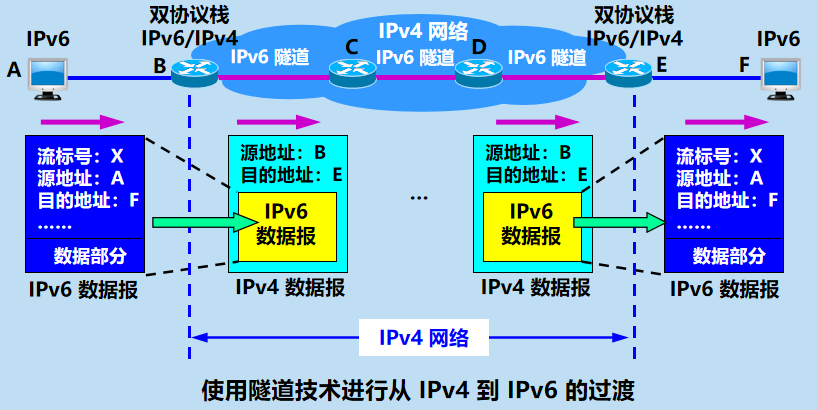 双协议栈
IPv6/IPv4
IPv4 网络
双协议栈
IPv6/IPv4
IPv6
IPv6
IPv6 隧道
C
IPv6 隧道
D
IPv6 隧道
A
B
E
F
流标号：X
源地址：A
目的地址：F
......
数据部分
IPv6 数据报
源地址：B
目的地址：E
IPv6
数据报
IPv4 数据报
...
源地址：B
目的地址：E
IPv6
数据报
IPv4 数据报
流标号：X
源地址：A
目的地址：F
......
数据部分
IPv6 数据报
IPv4 网络
使用隧道技术进行从 IPv4 到 IPv6 的过渡